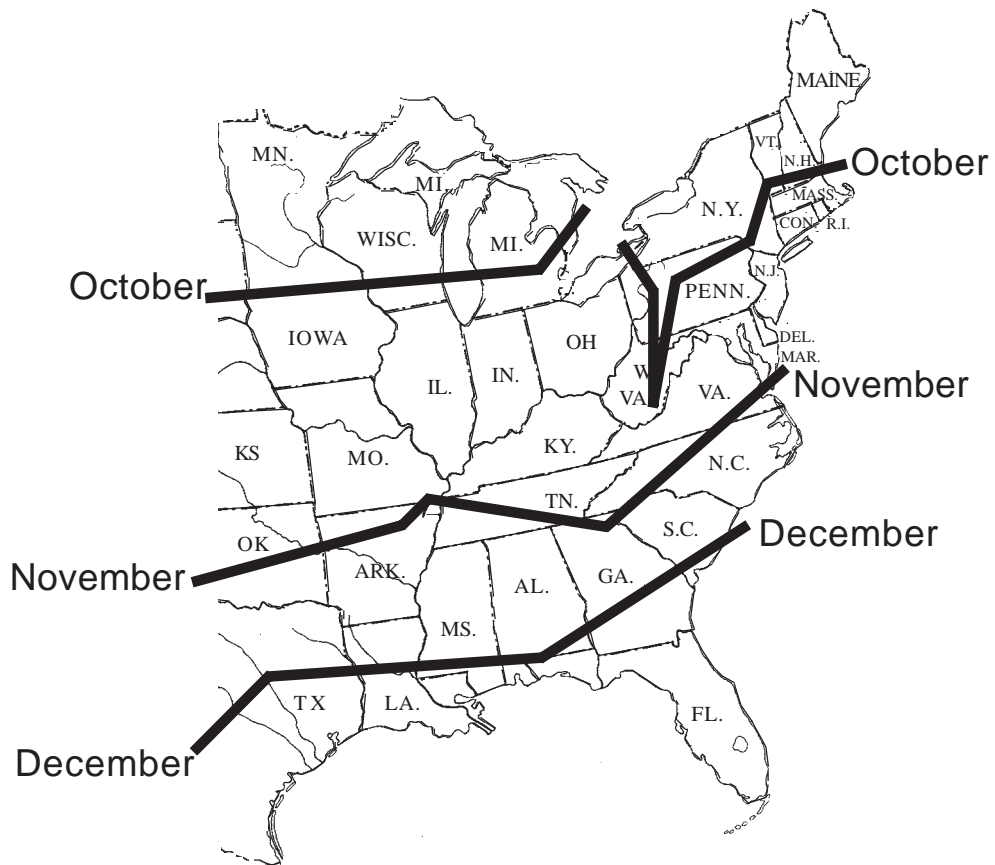 MAINE
MN.
VT.
N.H.
October
MI.
MASS.
N.Y.
CON.
R.I.
WISC.
MI.
N.J.
October
PENN.
IOWA
OH
DEL.
MAR.
IN.
W
VA.
IL.
VA.
November
KY.
KS
MO.
N.C.
TN.
S.C.
December
OK
November
ARK.
GA.
AL.
MS.
TX
LA.
FL.
December